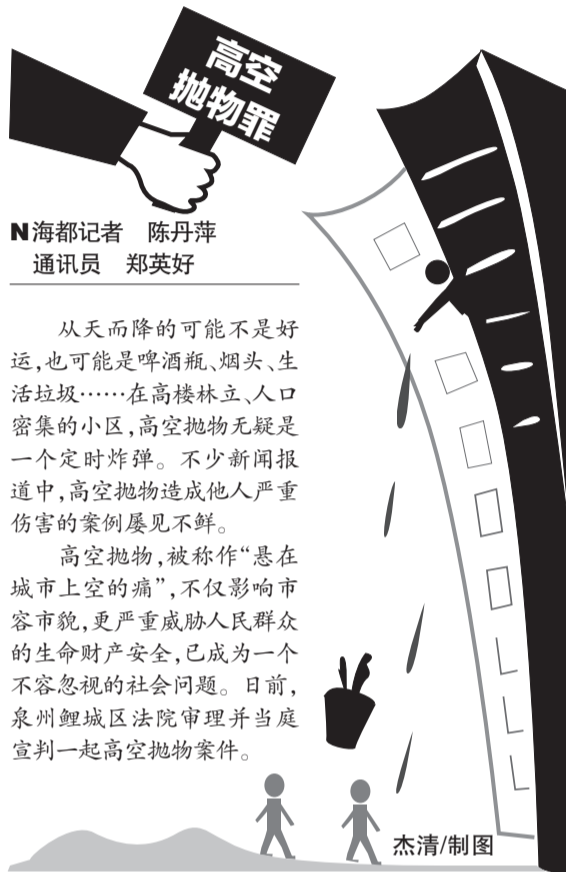 高空
抛物罪
N海都记者 陈丹萍
通讯员 郑英好
从天而降的可能不是好
运,也可能是啤酒瓶、烟头、生
活垃圾……在高楼林立、人口
密集的小区,高空抛物无疑是
一个定时炸弹。不少新闻报
道中,高空抛物造成他人严重
伤害的案例屡见不鲜。
高空抛物,被称作“悬在
城市上空的痛”,不仅影响市
容市貌,更严重威胁人民群众
的生命财产安全,已成为一个
不容忽视的社会问题。日前,
泉州鲤城区法院审理并当庭
宣判一起高空抛物案件。
杰清/制图